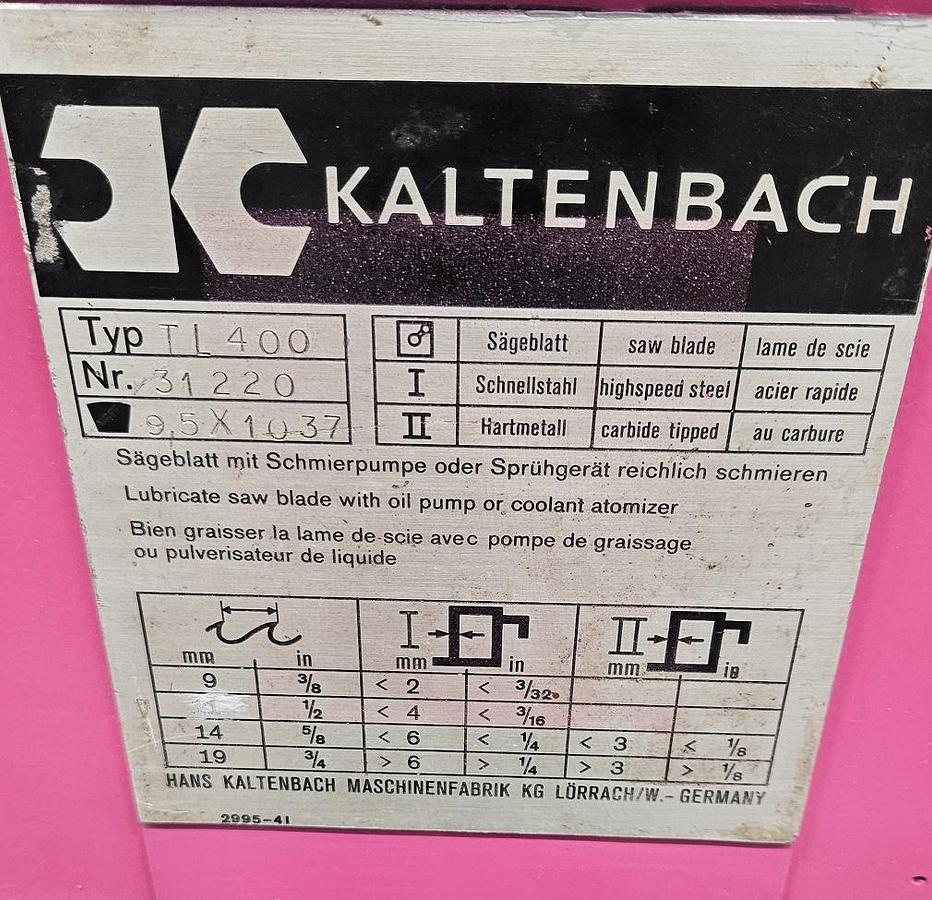 KALTENBACH
Typ TL400
Nr. 31220
9,5X1037
Sägeblatt saw blade lame de scie
I Schnellstahl highspeed steel acier rapide
II Hartmetall carbide tipped au carbure
Sägeblatt mit Schmierpumpe oder Sprühgerät reichlich schmieren
Lubricate saw blade with oil pump or coolant atomizer
Bien graisser la lame de scie avec pompe de graissage
ou pulverisateur de liquide
I II
mm in mm in mm in
9 3/8 < 2 < 3/32
1/2 < 4 < 3/16
14 5/8 < 6 < 1/4 < 3 < 1/8
19 3/4 > 6 > 1/4 > 3 > 1/8
HANS KALTENBACH MASCHINENFABRIK KG LÖRRACH/W.-GERMANY
2995-41